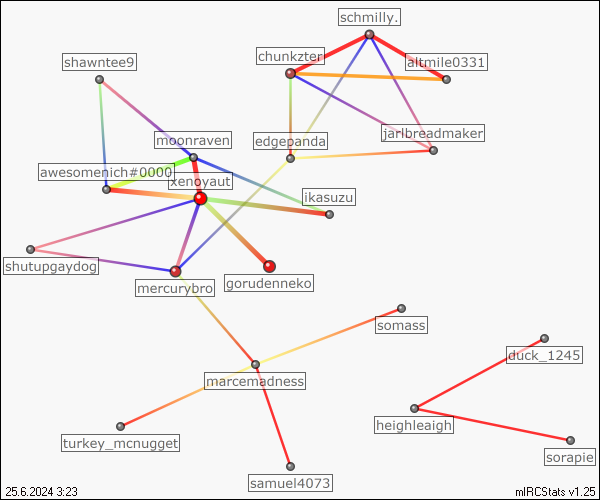 schmilly.
chunkzter
altmile0331
shawntee9
jaribreadmaker
moonraven
edgepanda
awesomenich#0000
xenoyaut
ikasuzu
shutupgaydog
mercurybro
gorudenneko
somass
duck_1245
marcemadness
heighleaigh
turkey_mcnugget
sorapie
samuel4073
25.6.2024 3:23
mIRCStats v1.25